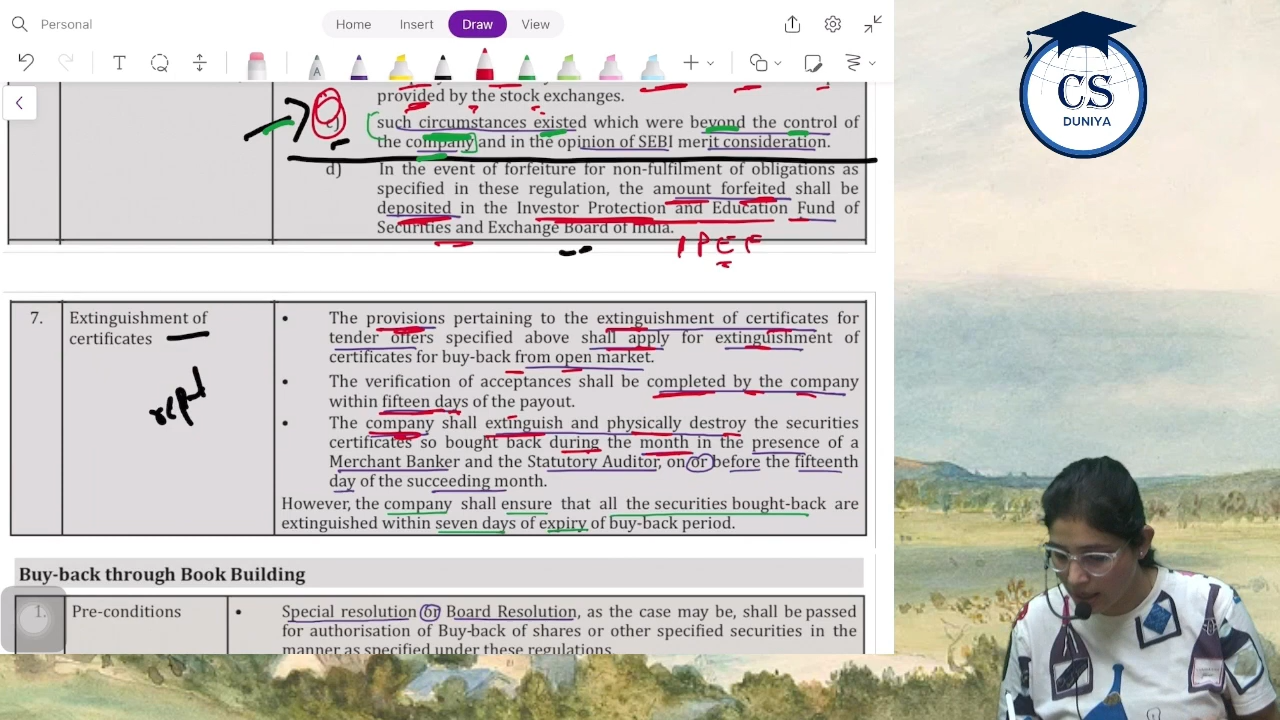 Personal
Home Insert Draw View
T
A
provided by the stock exchanges.
such circumstances existed which were beyond the control of
the company and in the opinion of SEBI merit consideration.
d) In the event of forfeiture for non-fulfilment of obligations as
specified in these regulation, the amount forfeited shall be
deposited in the Investor Protection and Education Fund of
Securities and Exchange Board of India.
IPEF
7. Extinguishment of
certificates
• The provisions pertaining to the extinguishment of certificates for
tender offers specified above shall apply for extinguishment of
certificates for buy-back from open market.
• The verification of acceptances shall be completed by the company
within fifteen days of the payout.
• The company shall extinguish and physically destroy the securities
certificates so bought back during the month in the presence of a
Merchant Banker and the Statutory Auditor, on or before the fifteenth
day of the succeeding month.
However, the company shall ensure that all the securities bought-back are
extinguished within seven days of expiry of buy-back period.
Buy-back through Book Building
1. Pre-conditions
• Special resolution or Board Resolution, as the case may be, shall be passed
for authorisation of Buy-back of shares or other specified securities in the
manner as specified under these regulations.
CS
DUNIYA